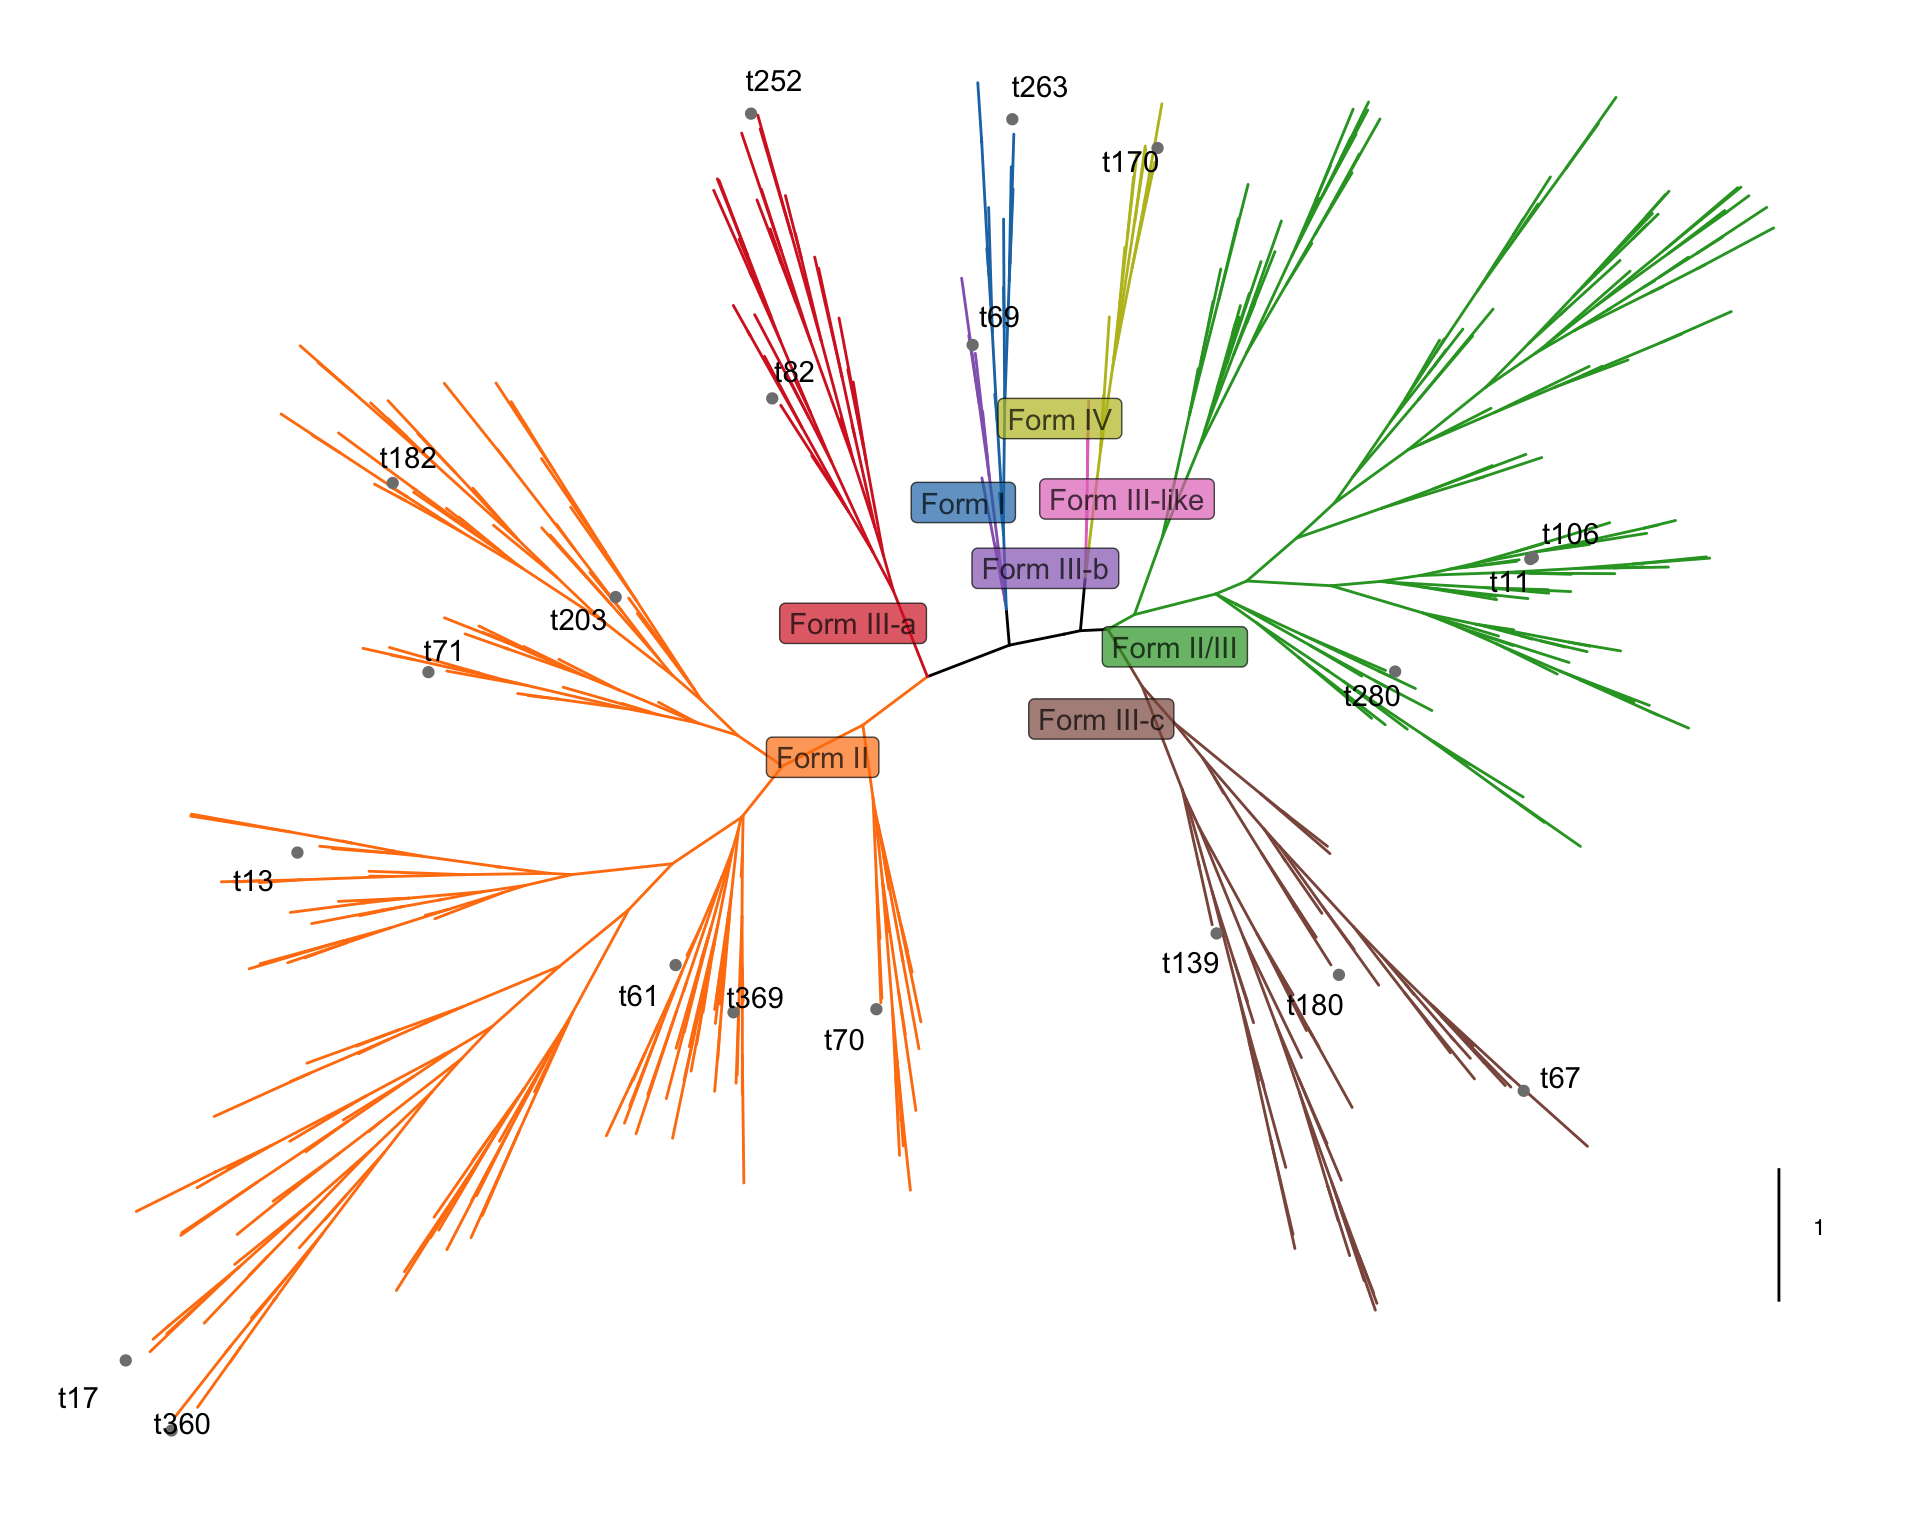 t252
t263
t170
t69
t82
Form IV
t182
Form I
Form III-like
t106
Form III-b
t11
t203
Form III-a
t71
Form II/III
t280
Form III-c
Form II
t13
t139
t61
t369
t180
t70
t67
1
t17
t360